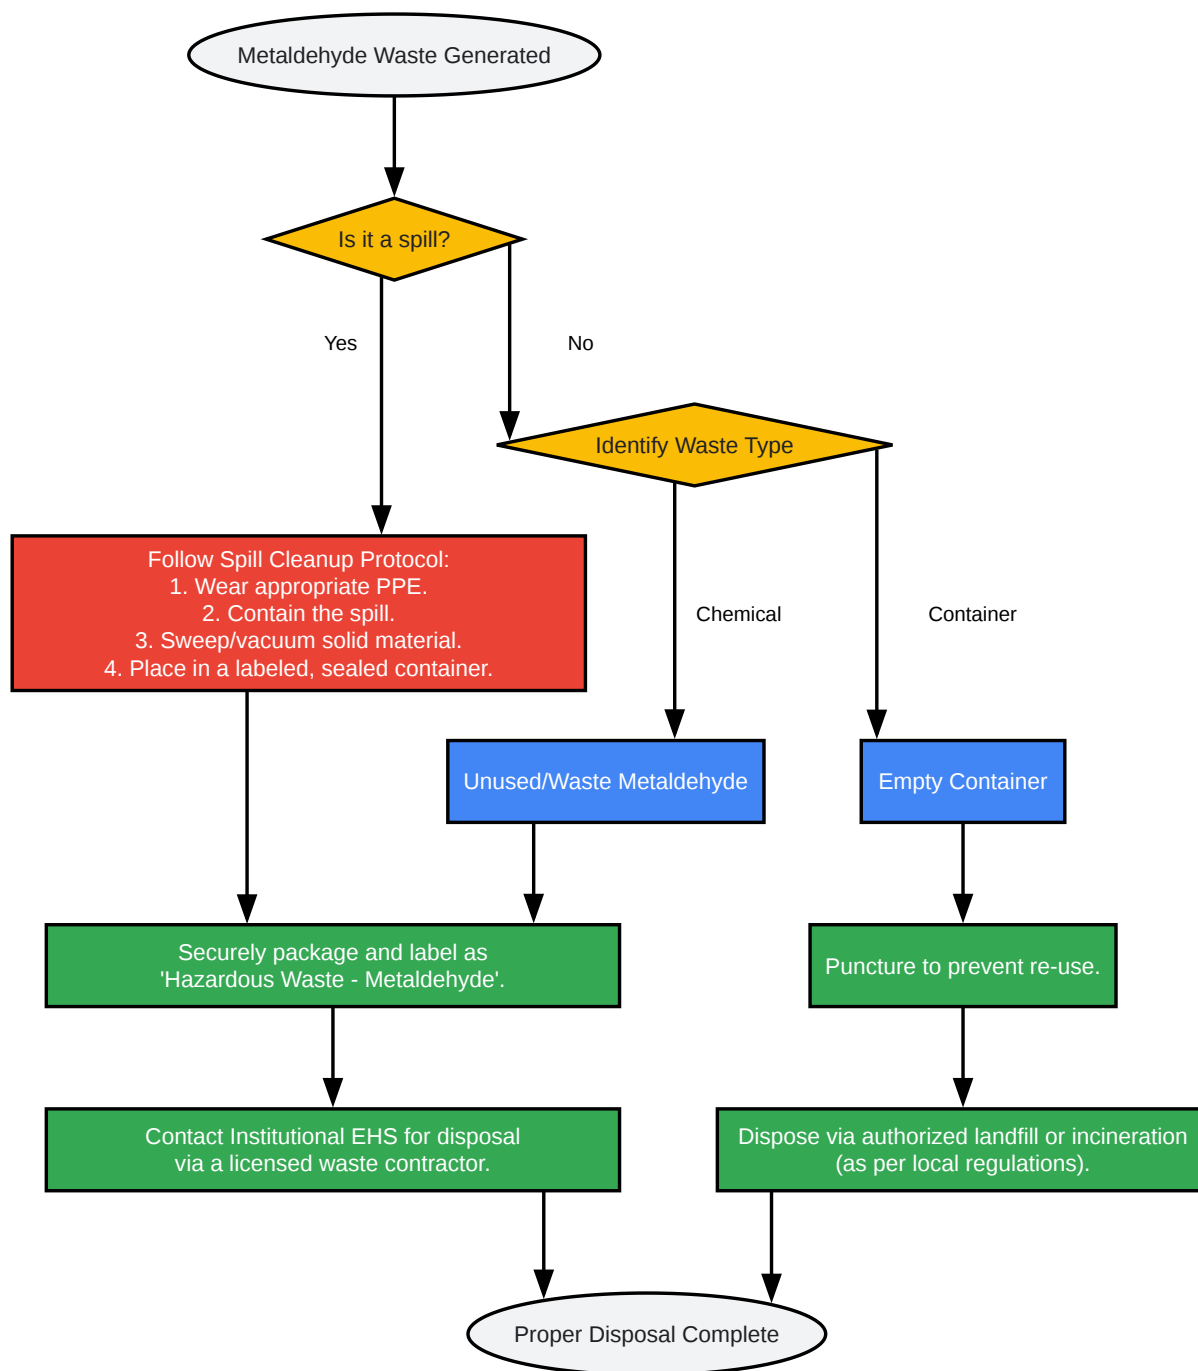 Metaldehyde Waste Generated
Is it a spill?
Yes
No
Identify Waste Type
Follow Spill Cleanup Protocol:
1. Wear appropriate PPE.
2. Contain the spill.
3. Sweep/vacuum solid material.
4. Place in a labeled, sealed container.
Chemical
Container
Unused/Waste Metaldehyde
Empty Container
Securely package and label as
'Hazardous Waste - Metaldehyde'.
Puncture to prevent re-use.
Contact Institutional EHS for disposal
via a licensed waste contractor.
Dispose via authorized landfill or incineration
(as per local regulations).
Proper Disposal Complete